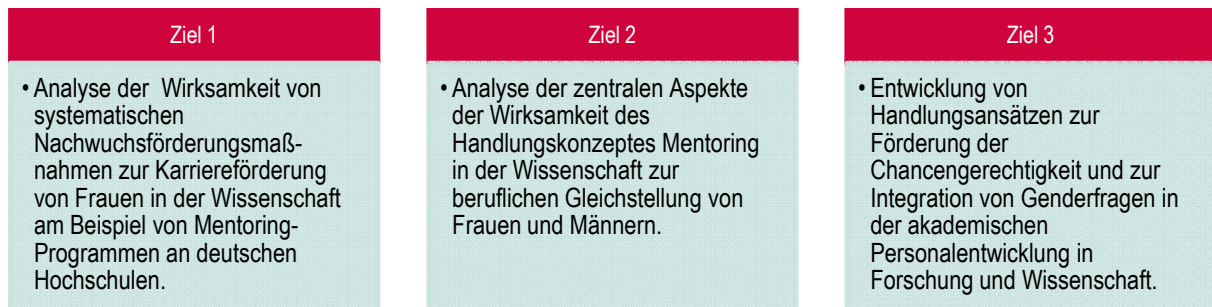 Ziel 1
• Analyse der Wirksamkeit von
systematischen
Nachwuchsförderungsmaß-
nahmen zur Karriereförderung
von Frauen in der Wissenschaft
am Beispiel von Mentoring-
Programmen an deutschen
Hochschulen.
Ziel 2
• Analyse der zentralen Aspekte
der Wirksamkeit des
Handlungskonzeptes Mentoring
in der Wissenschaft zur
beruflichen Gleichstellung von
Frauen und Männern.
Ziel 3
• Entwicklung von
Handlungsansätzen zur
Förderung der
Chancengerechtigkeit und zur
Integration von Genderfragen in
der akademischen
Personalentwicklung in
Forschung und Wissenschaft.